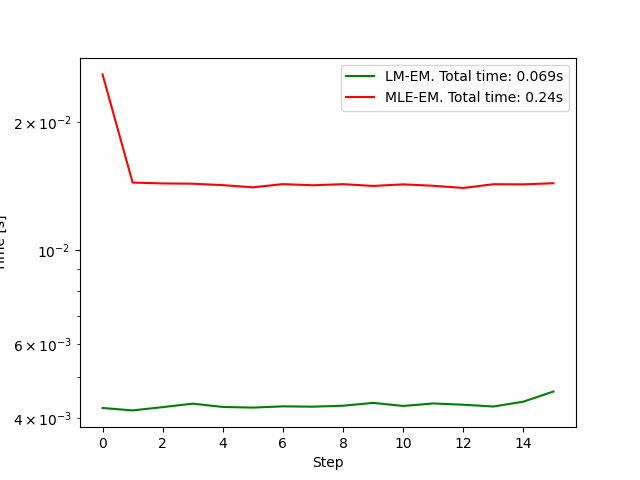 LM-EM. Total time: 0.069s
MLE-EM. Total time: 0.24s
2 × 10⁻²
10⁻²
6 × 10⁻³
4 × 10⁻³
Time [s]
0 2 4 6 8 10 12 14
Step